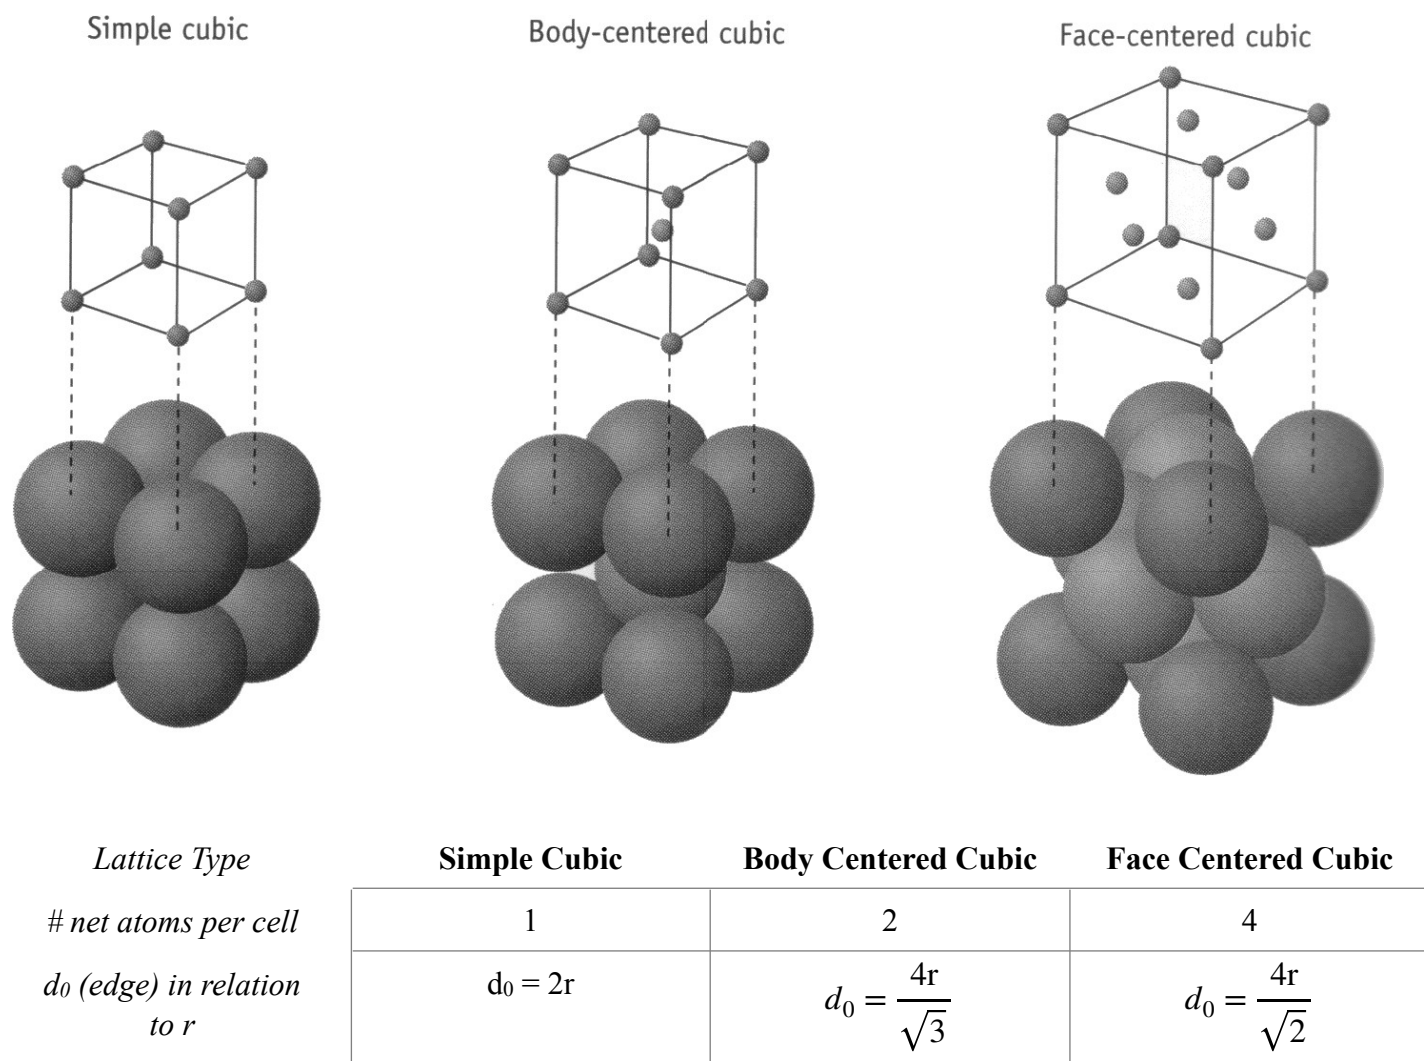 Simple cubic
Body-centered cubic
Face-centered cubic
Lattice Type Simple Cubic Body Centered Cubic Face Centered Cubic
# net atoms per cell 1 2 4
d₀ (edge) in relation to r d₀ = 2r d₀ = 4r/√3 d₀ = 4r/√2